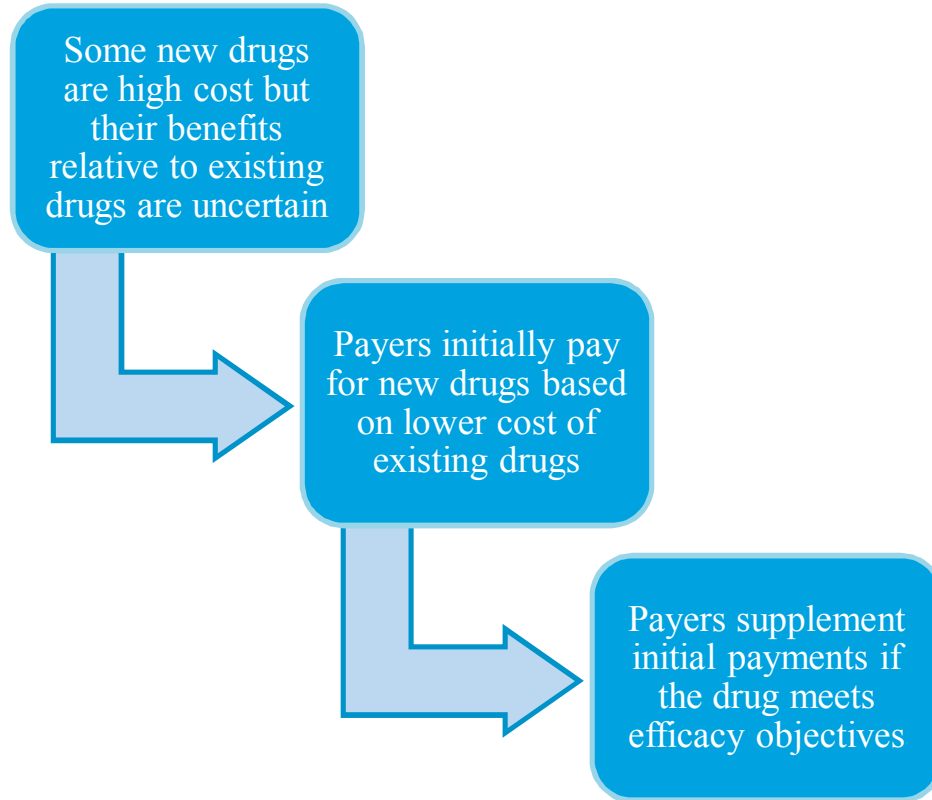 Some new drugs
are high cost but
their benefits
relative to existing
drugs are uncertain
Payers initially pay
for new drugs based
on lower cost of
existing drugs
Payers supplement
initial payments if
the drug meets
efficacy objectives